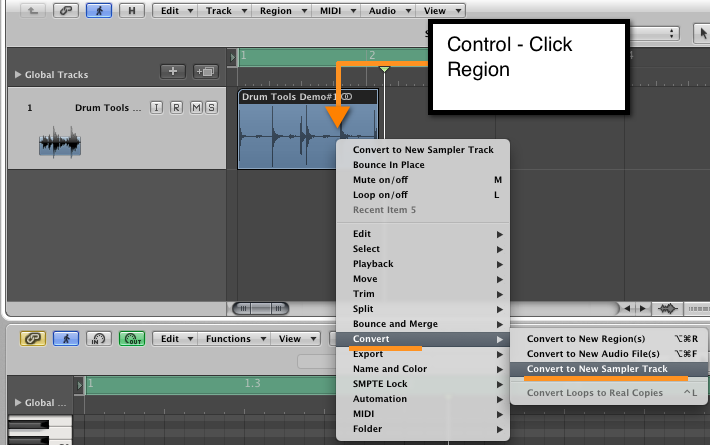 H Edit Track Region MIDI Audio View
Control - Click
Region
1 2 4
Global Tracks
1 Drum Tools ... I R M S
Drum Tools Demo#1
Convert to New Sampler Track
Bounce In Place
Mute on/off M
Loop on/off L
Recent Item 5
Edit
Select
Playback
Move
Trim
Split
Bounce and Merge
Convert
Export
Name and Color
SMPTE Lock
Automation
MIDI
Folder
Convert to New Region(s) ⌥⌘R
Convert to New Audio File(s) ⌥⌘F
Convert to New Sampler Track
Convert Loops to Real Copies ^L
IN OUT Edit Functions View
1 1.3
Global ...